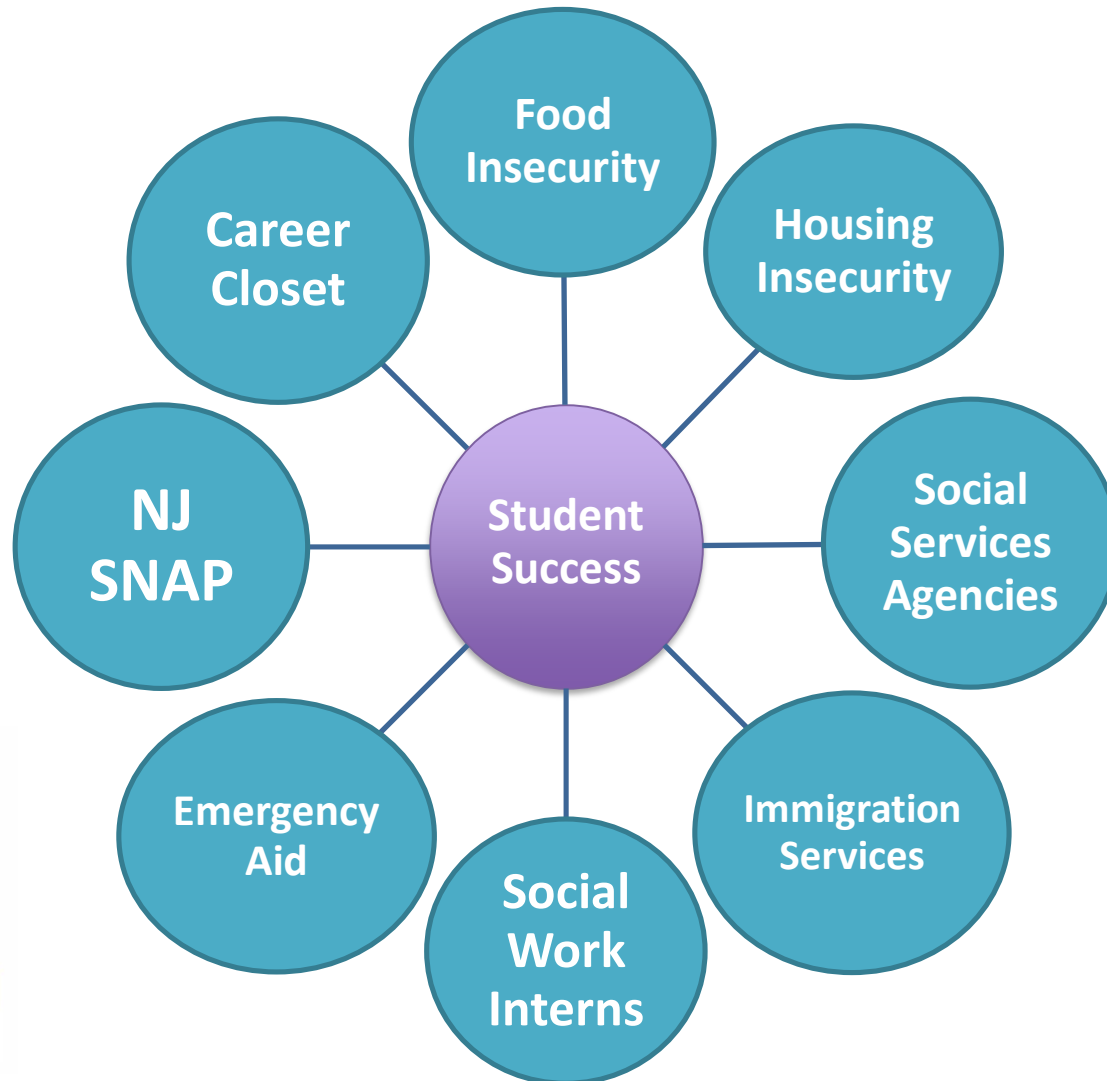 Food
Insecurity
Housing
Insecurity
Social
Services
Agencies
Immigration
Services
Social
Work
Interns
Emergency
Aid
NJ
SNAP
Career
Closet
Student
Success